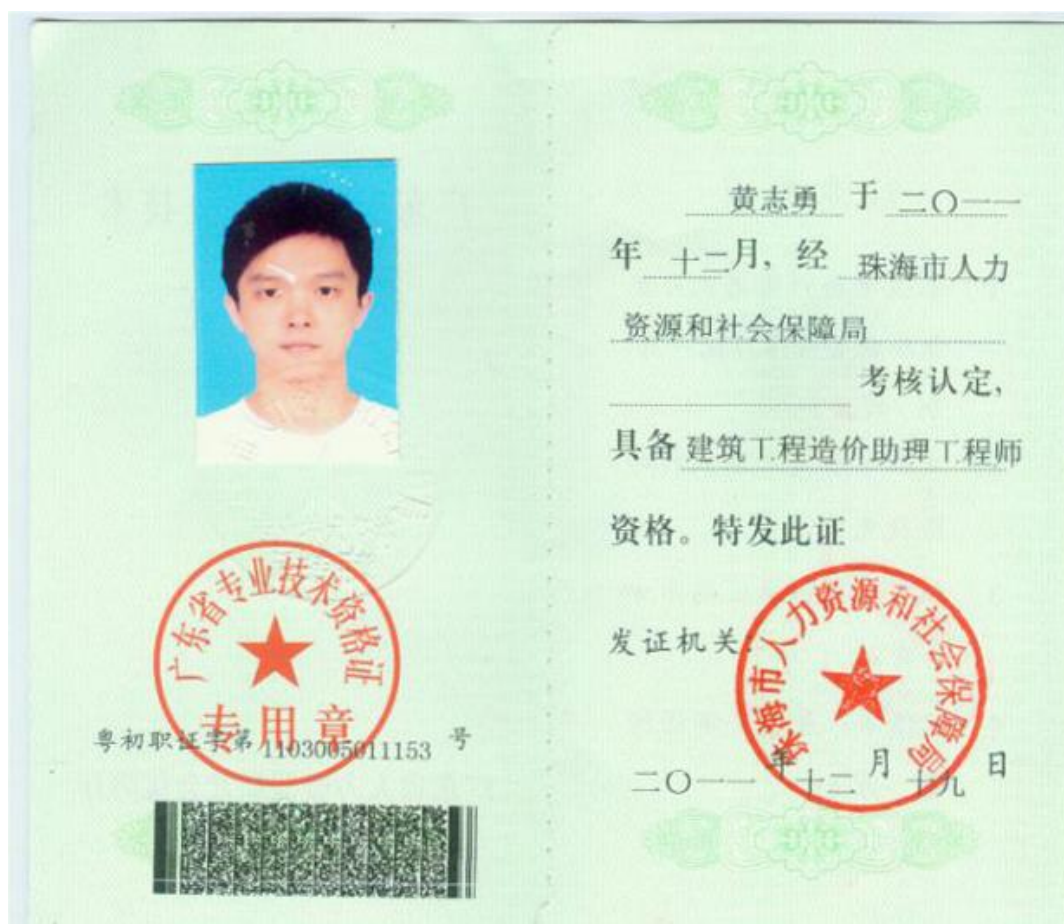 广东省专业技术资格证
专用章
粤初职证字第 1103005011153 号
黄志勇 于 二〇一一
年 十二月, 经 珠海市人力
资源和社会保障局
考核认定,
具备 建筑工程造价助理工程师
资格。特发此证
发证机关:
珠海市人力资源和社会保障局
二〇一一 年 十二 月 十九 日